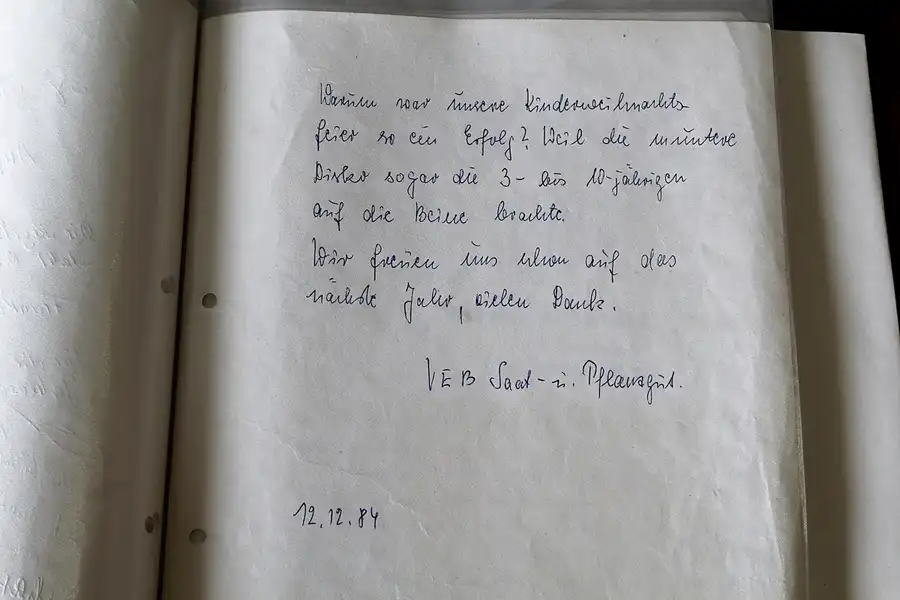 Warum war unsere Kinderweihnachts
feier so ein Erfolg? Weil die muntere
Disko sogar die 3- bis 10-jährigen
auf die Beine brachte.
Wir freuen uns schon auf das
nächste Jahr, vielen Dank.
VEB Saat- u. Pflanzgut.
12.12.84